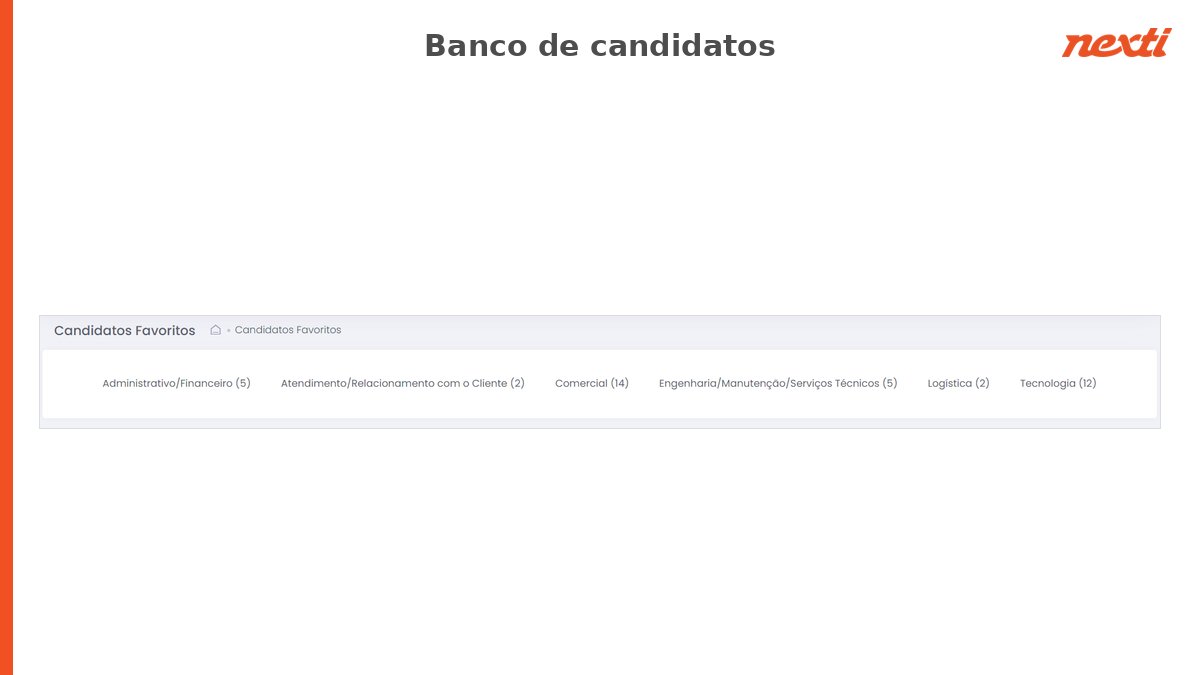 Banco de candidatos
nexti
Candidatos Favoritos • Candidatos Favoritos
Administrativo/Financeiro (5) Atendimento/Relacionamento com o Cliente (2) Comercial (14) Engenharia/Manutenção/Serviços Técnicos (5) Logística (2) Tecnologia (12)